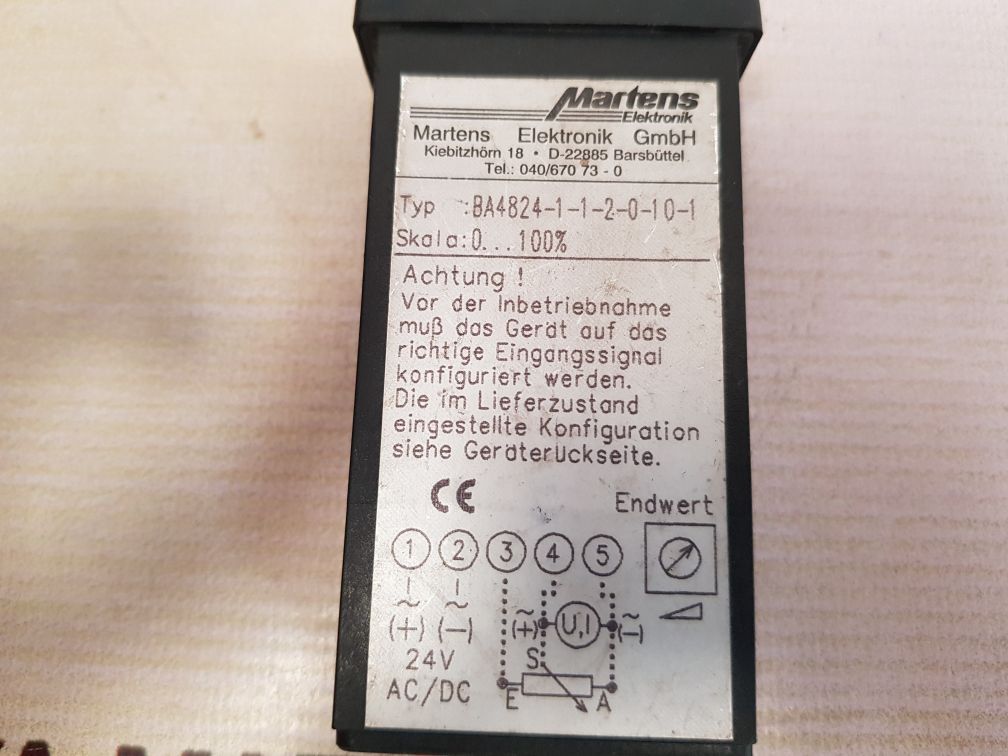 Martens
Elektronik
Martens Elektronik GmbH
Kiebitzhörn 18 • D-22885 Barsbüttel
Tel.: 040/670 73 - 0
Typ :BA4824-1-1-2-0-10-1
Skala:0...100%
Achtung !
Vor der Inbetriebnahme
muß das Gerät auf das
richtige Eingangssignal
konfiguriert werden.
Die im Lieferzustand
eingestellte Konfiguration
siehe Geräterückseite.
CE
Endwert
1 2 3 4 5
~ ~ ~ U,I ~
(+) (−) (+) (−)
24V
AC/DC
S
E A